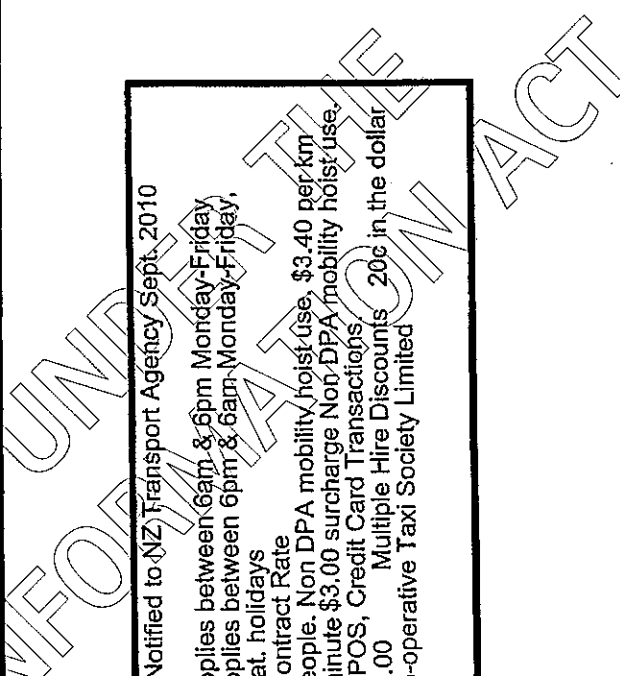 UNDER THE
INFORMATION ACT
Notified to NZ Transport Agency Sept. 2010
pplies between 6am & 6pm Monday-Friday
pplies between 6pm & 6am Monday-Friday,
at. holidays
ontract Rate
eople. Non DPA mobility hoist use, $3.40 per km
inute $3.00 surcharge Non DPA mobility hoist use,
POS, Credit Card Transactions.
.00 Multiple Hire Discounts 20c in the dollar
-operative Taxi Society Limited